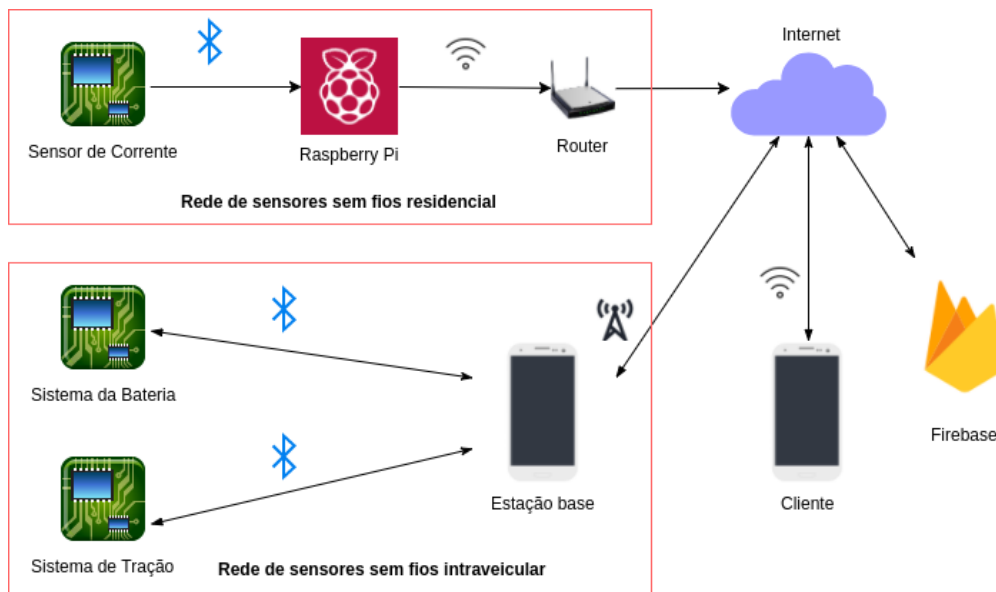 Internet
Sensor de Corrente
Raspberry Pi
Router
Rede de sensores sem fios residencial
Sistema da Bateria
Estação base
Cliente
Firebase
Sistema de Tração
Rede de sensores sem fios intraveicular